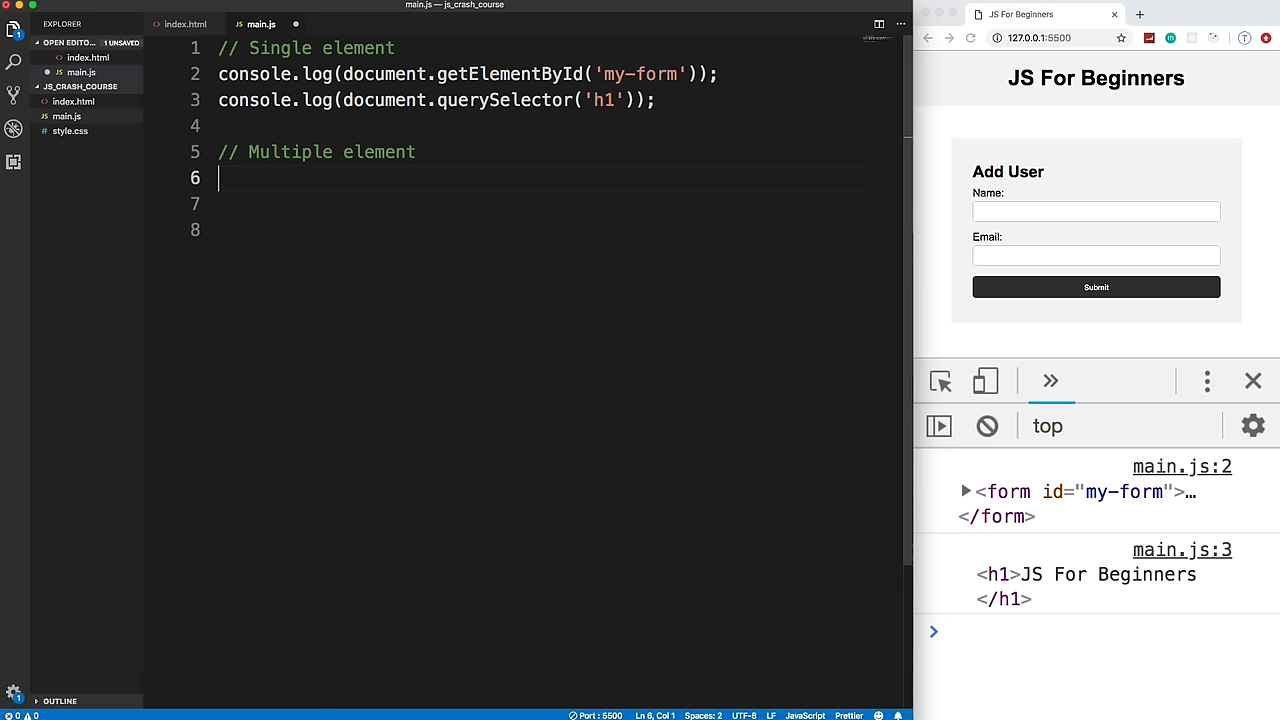 main.js — js_crash_course
EXPLORER
OPEN EDITO... 1 UNSAVED
index.html
main.js
JS_CRASH_COURSE
index.html
JS main.js
# style.css
OUTLINE
index.html
JS main.js
1 // Single element
2 console.log(document.getElementById('my-form'));
3 console.log(document.querySelector('h1'));
4
5 // Multiple element
6
7
8
0 0 Port : 5500 Ln 6, Col 1 Spaces: 2 UTF-8 LF JavaScript Prettier
JS For Beginners
127.0.0.1:5500
JS For Beginners
Add User
Name:
Email:
Submit
top
main.js:2
<form id="my-form">…
</form>
main.js:3
<h1>JS For Beginners
</h1>